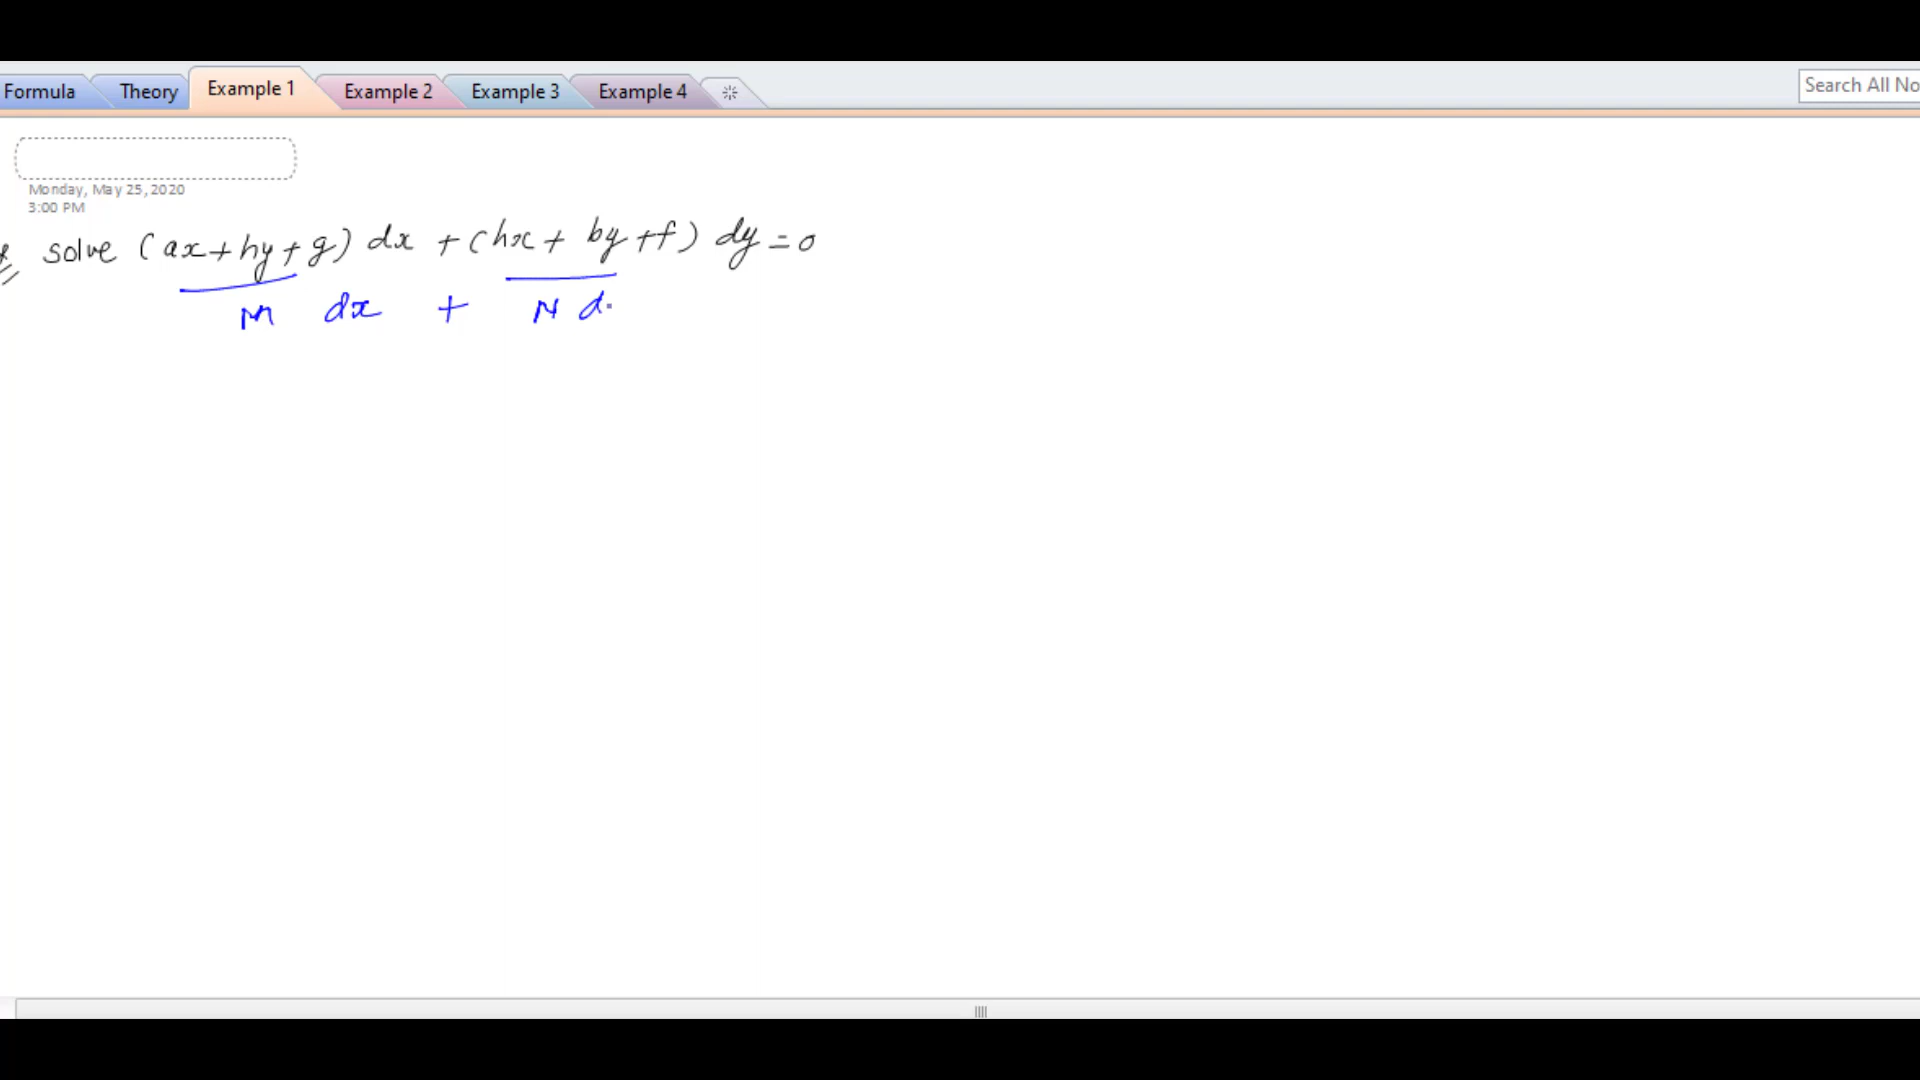 Formula Theory Example 1 Example 2 Example 3 Example 4 Search All No
Monday, May 25, 2020
3:00 PM
solve (ax+hy+g) dx + (hx + by +f) dy = 0
M dx + N d